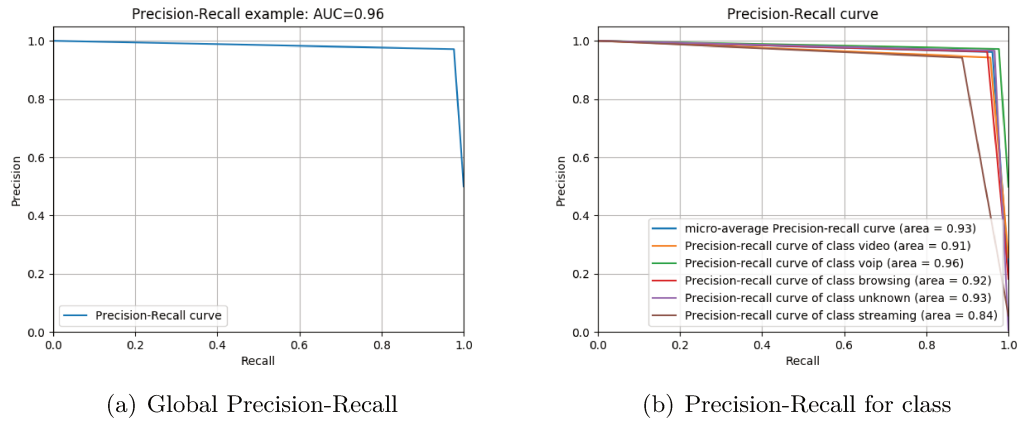 Precision-Recall example: AUC=0.96
1.0
0.8
0.6
0.4
0.2
0.0
Precision
Precision-Recall curve
0.0 0.2 0.4 0.6 0.8 1.0
Recall
(a) Global Precision-Recall
Precision-Recall curve
1.0
0.8
0.6
0.4
0.2
0.0
Precision
micro-average Precision-recall curve (area = 0.93)
Precision-recall curve of class video (area = 0.91)
Precision-recall curve of class voip (area = 0.96)
Precision-recall curve of class browsing (area = 0.92)
Precision-recall curve of class unknown (area = 0.93)
Precision-recall curve of class streaming (area = 0.84)
0.0 0.2 0.4 0.6 0.8 1.0
Recall
(b) Precision-Recall for class